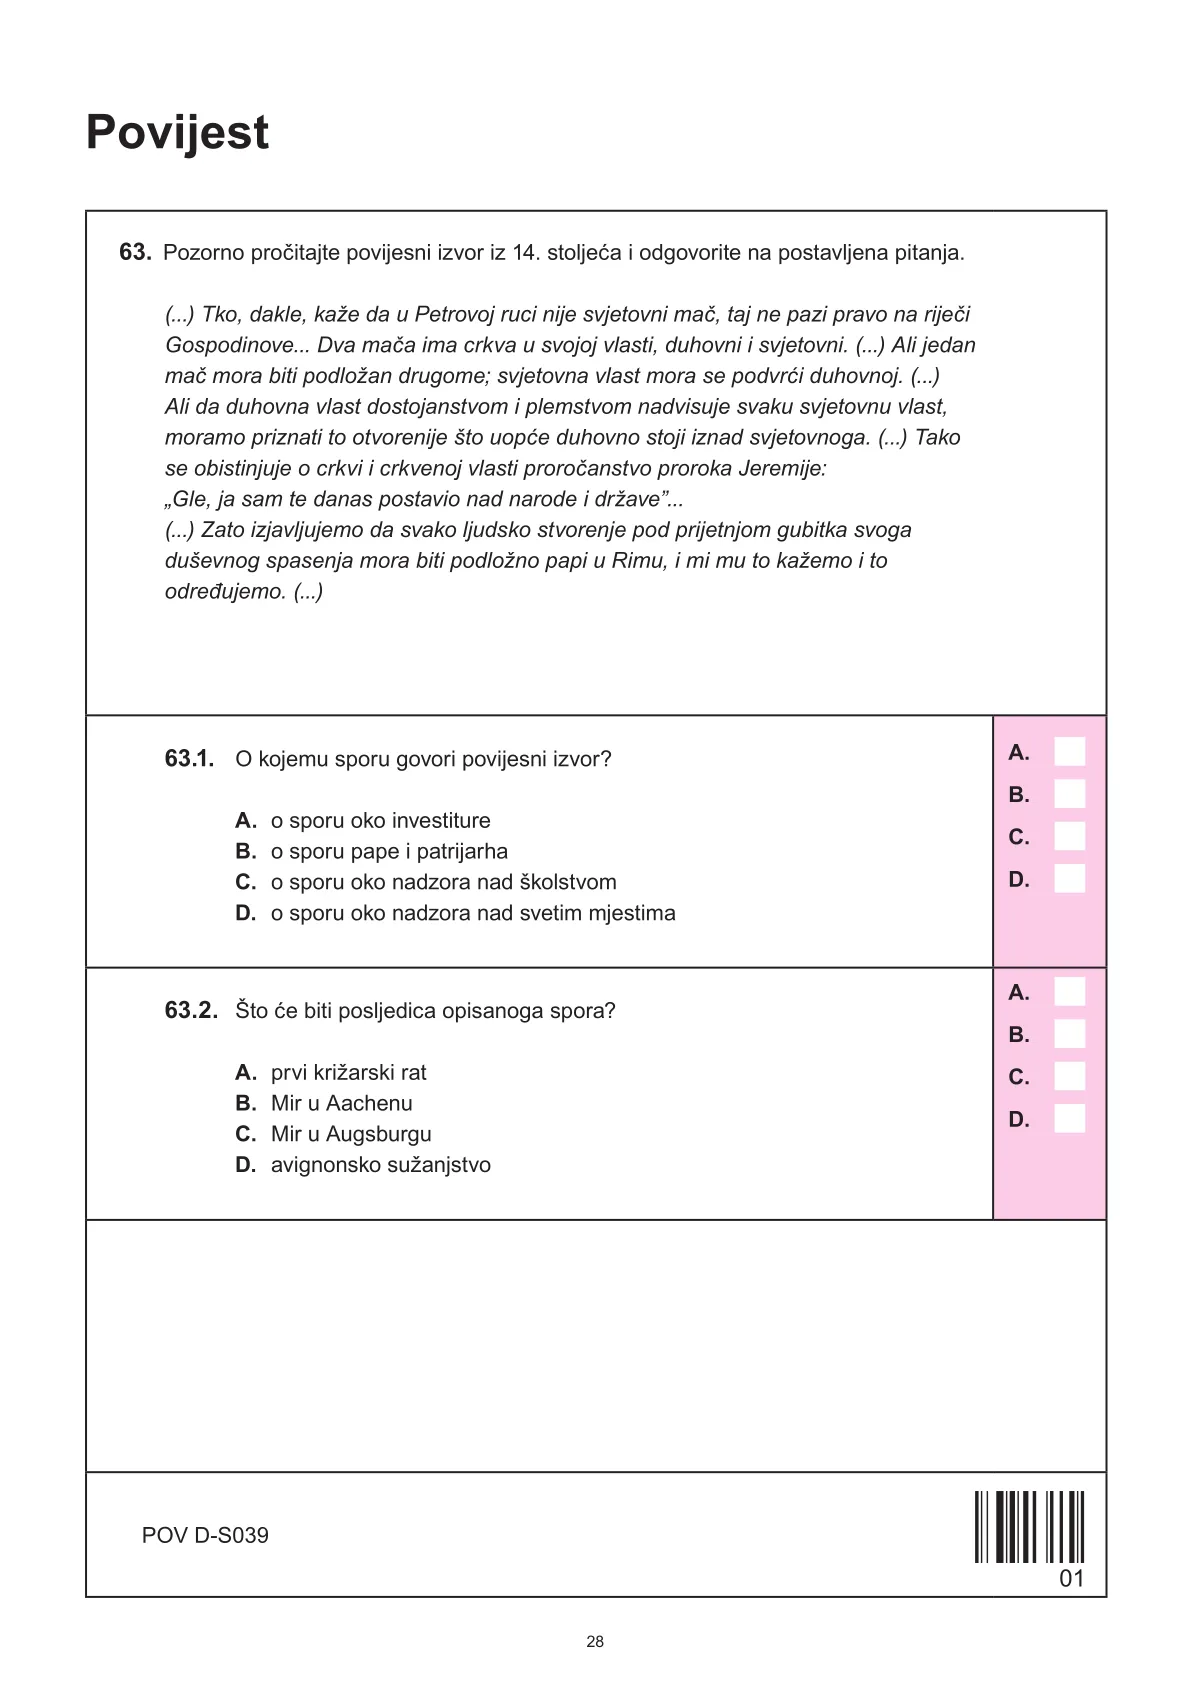 Povijest
63. Pozorno pročitajte povijesni izvor iz 14. stoljeća i odgovorite na postavljena pitanja.
(...) Tko, dakle, kaže da u Petrovoj ruci nije svjetovni mač, taj ne pazi pravo na riječi
Gospodinove... Dva mača ima crkva u svojoj vlasti, duhovni i svjetovni. (...) Ali jedan
mač mora biti podložan drugome; svjetovna vlast mora se podvrći duhovnoj. (...)
Ali da duhovna vlast dostojanstvom i plemstvom nadvisuje svaku svjetovnu vlast,
moramo priznati to otvorenije što uopće duhovno stoji iznad svjetovnoga. (...) Tako
se obistinjuje o crkvi i crkvenoj vlasti proročanstvo proroka Jeremije:
„Gle, ja sam te danas postavio nad narode i države”...
(...) Zato izjavljujemo da svako ljudsko stvorenje pod prijetnjom gubitka svoga
duševnog spasenja mora biti podložno papi u Rimu, i mi mu to kažemo i to
određujemo. (...)
63.1. O kojemu sporu govori povijesni izvor?
A. o sporu oko investiture
B. o sporu pape i patrijarha
C. o sporu oko nadzora nad školstvom
D. o sporu oko nadzora nad svetim mjestima
A.
B.
C.
D.
63.2. Što će biti posljedica opisanoga spora?
A. prvi križarski rat
B. Mir u Aachenu
C. Mir u Augsburgu
D. avignonsko sužanjstvo
A.
B.
C.
D.
POV D-S039
01
28